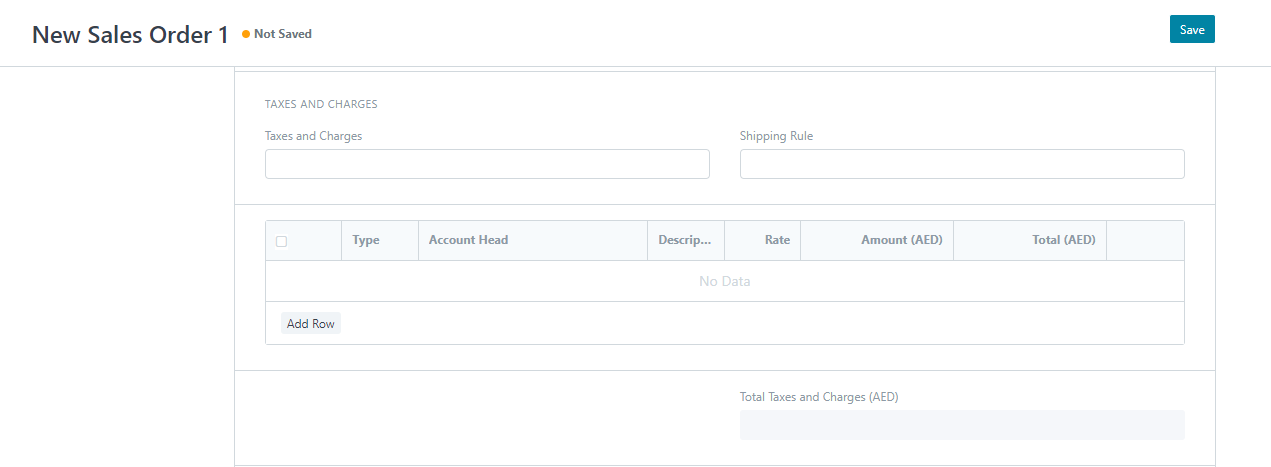 New Sales Order 1
Not Saved
Save
TAXES AND CHARGES
Taxes and Charges
Shipping Rule
Type
Account Head
Descrip...
Rate
Amount (AED)
Total (AED)
No Data
Add Row
Total Taxes and Charges (AED)